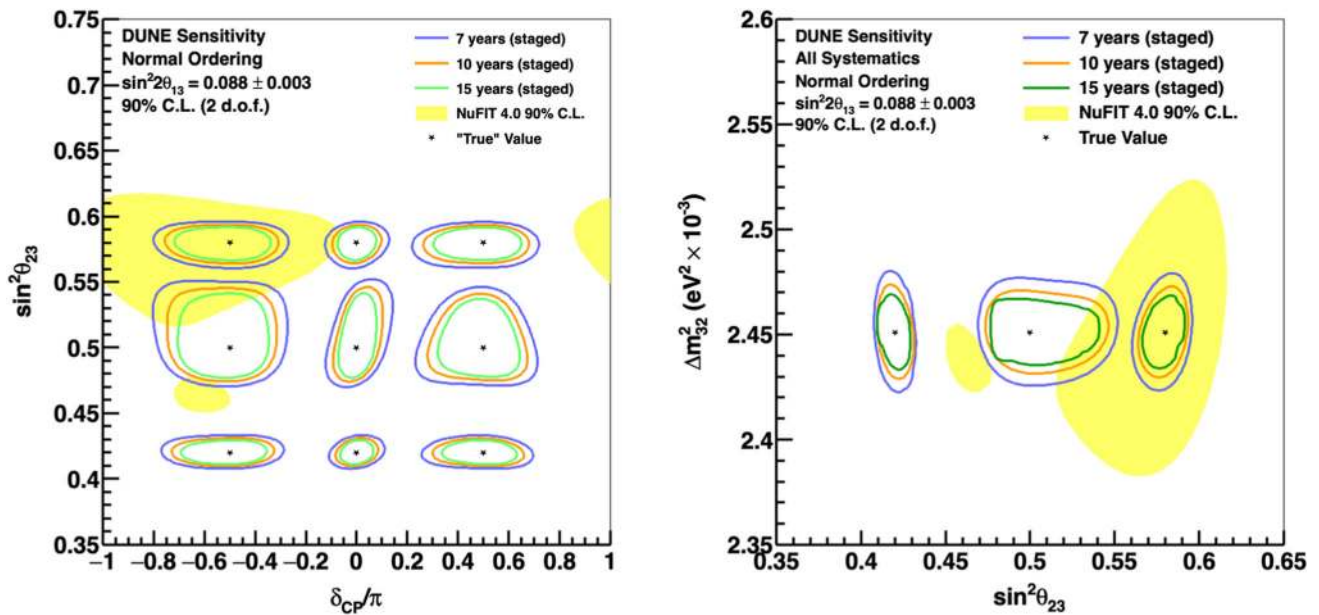 DUNE Sensitivity
Normal Ordering
sin²2θ₁₃ = 0.088 ± 0.003
90% C.L. (2 d.o.f.)
7 years (staged)
10 years (staged)
15 years (staged)
NuFIT 4.0 90% C.L.
"True" Value
0.75
0.7
0.65
0.6
0.55
0.5
0.45
0.4
0.35
sin²θ₂₃
−1 −0.8 −0.6 −0.4 −0.2 0 0.2 0.4 0.6 0.8 1
δCP/π
DUNE Sensitivity
All Systematics
Normal Ordering
sin²2θ₁₃ = 0.088 ± 0.003
90% C.L. (2 d.o.f.)
7 years (staged)
10 years (staged)
15 years (staged)
NuFIT 4.0 90% C.L.
True Value
2.6
2.55
2.5
2.45
2.4
2.35
Δm²₃₂ (eV² × 10⁻³)
0.35 0.4 0.45 0.5 0.55 0.6 0.65
sin²θ₂₃